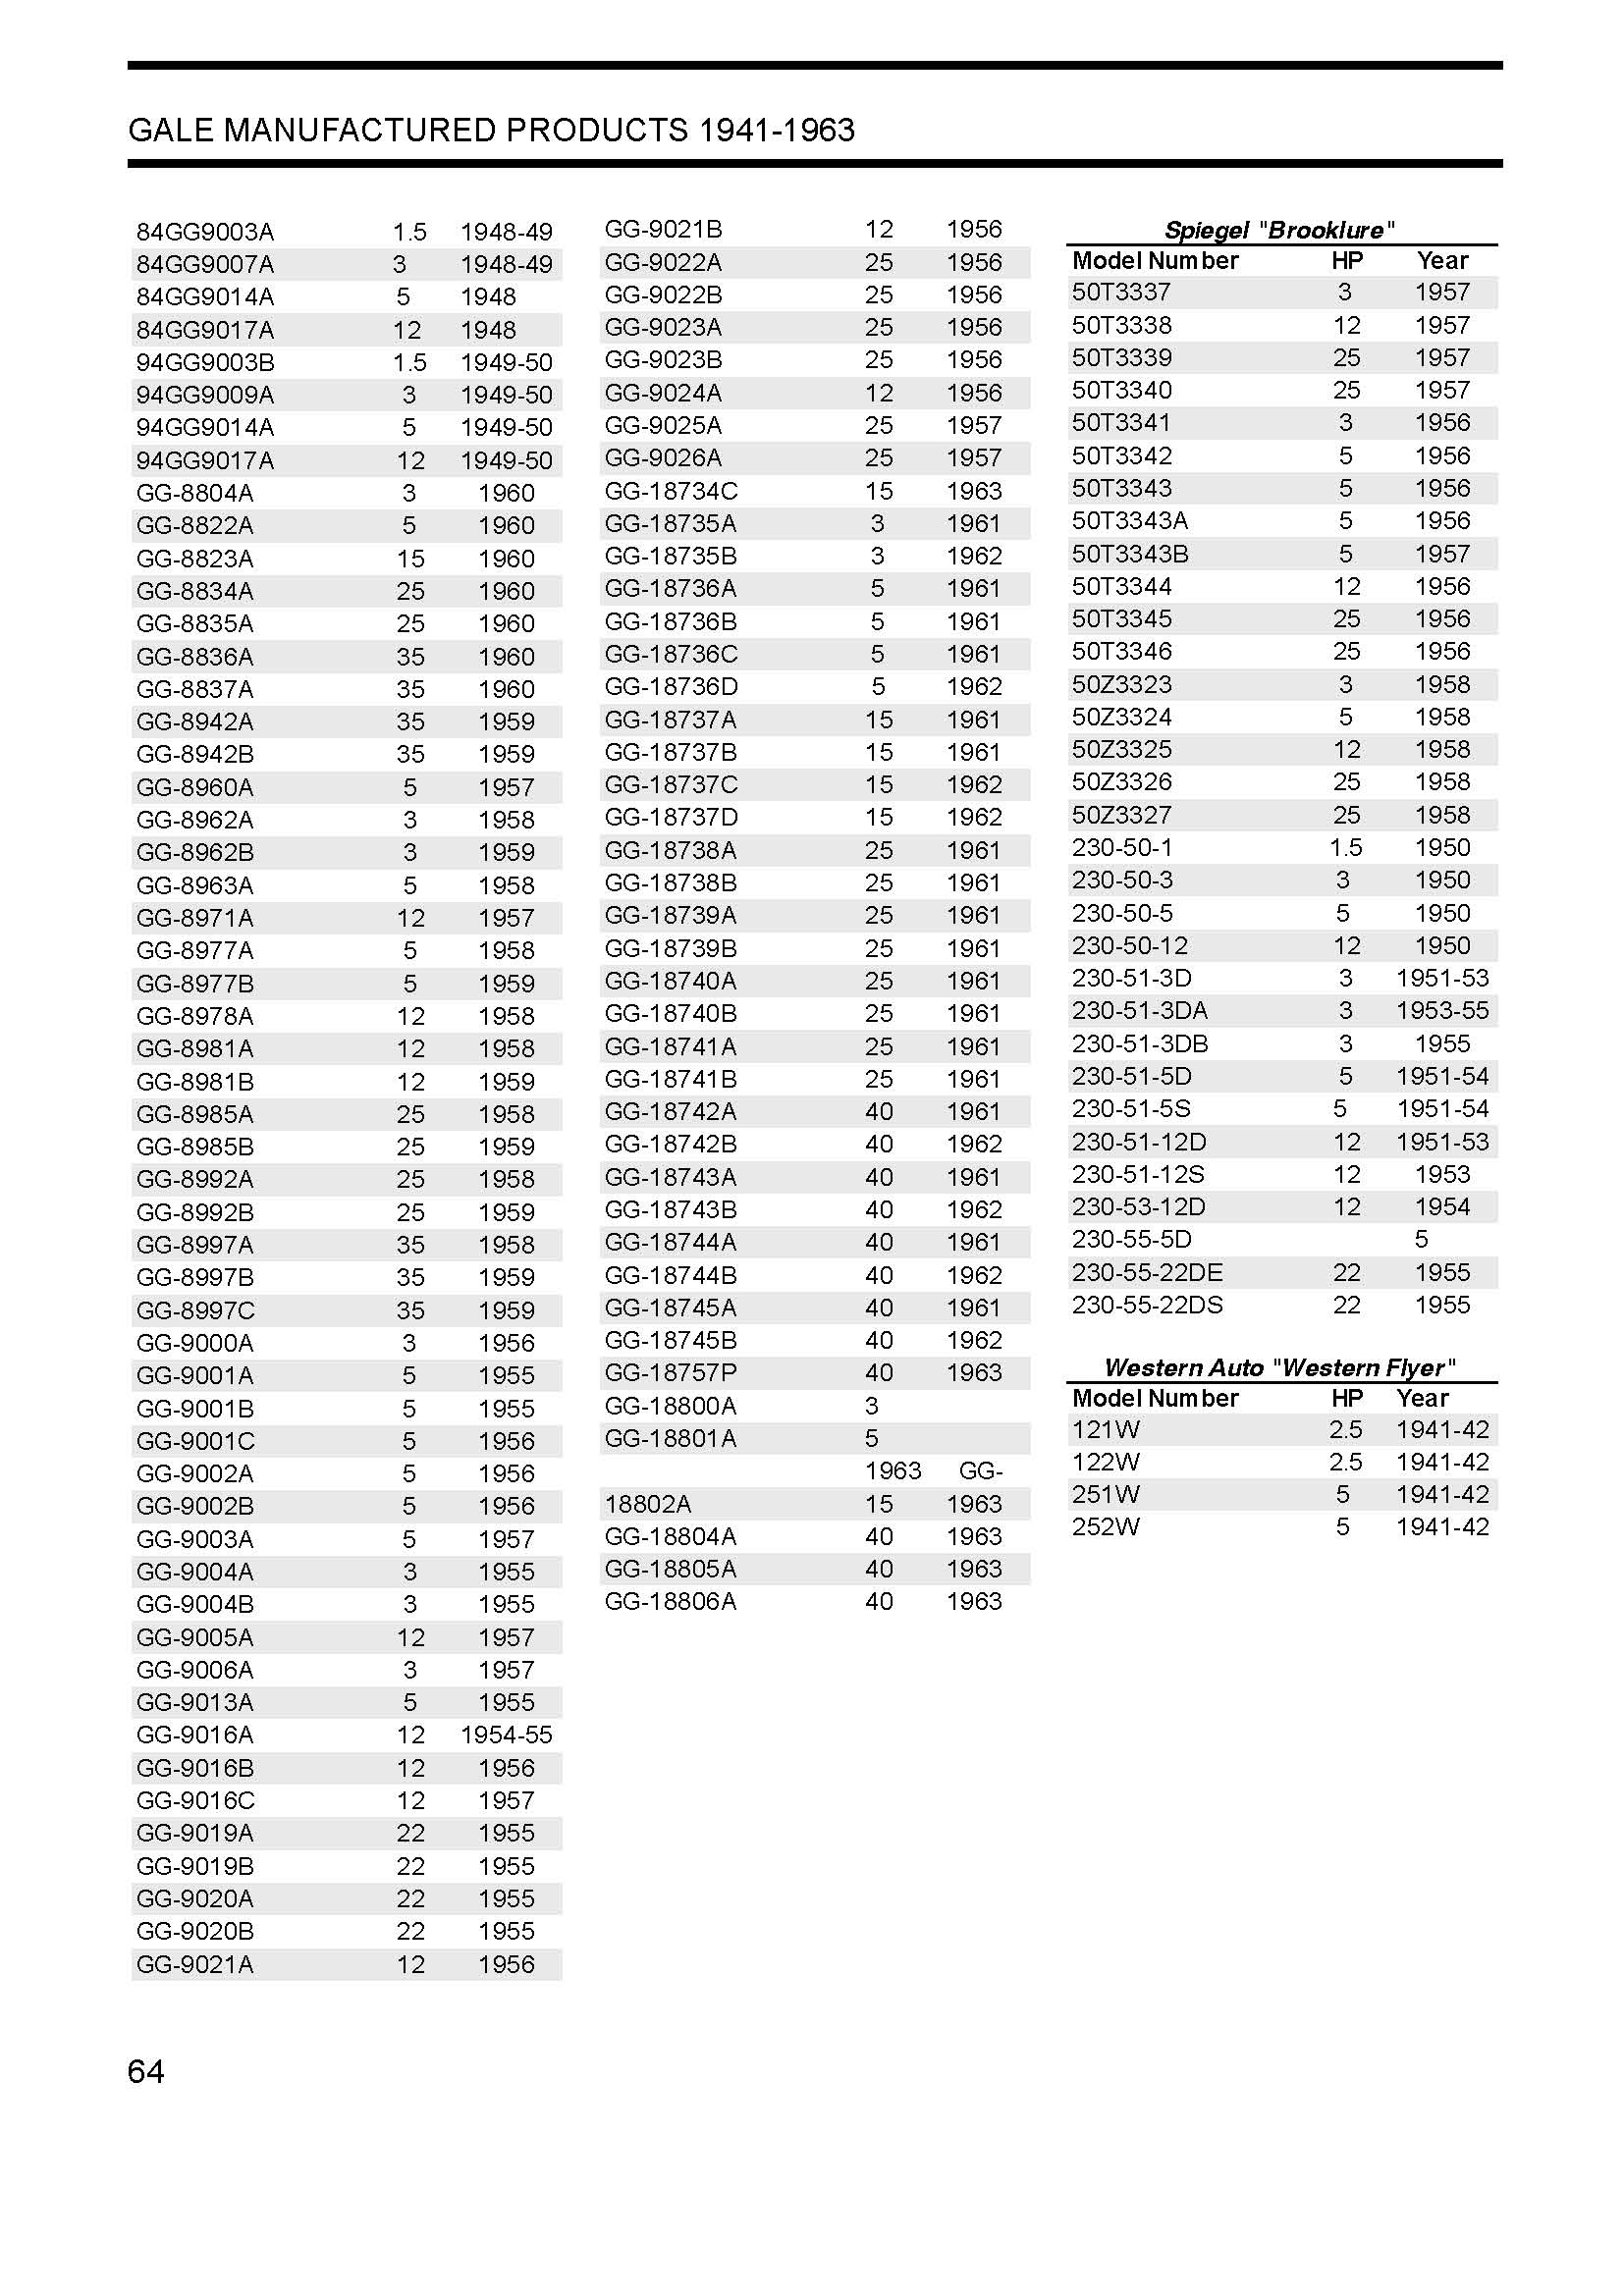 GALE MANUFACTURED PRODUCTS 1941-1963
84GG9003A 1.5 1948-49
84GG9007A 3 1948-49
84GG9014A 5 1948
84GG9017A 12 1948
94GG9003B 1.5 1949-50
94GG9009A 3 1949-50
94GG9014A 5 1949-50
94GG9017A 12 1949-50
GG-8804A 3 1960
GG-8822A 5 1960
GG-8823A 15 1960
GG-8834A 25 1960
GG-8835A 25 1960
GG-8836A 35 1960
GG-8837A 35 1960
GG-8942A 35 1959
GG-8942B 35 1959
GG-8960A 5 1957
GG-8962A 3 1958
GG-8962B 3 1959
GG-8963A 5 1958
GG-8971A 12 1957
GG-8977A 5 1958
GG-8977B 5 1959
GG-8978A 12 1958
GG-8981A 12 1958
GG-8981B 12 1959
GG-8985A 25 1958
GG-8985B 25 1959
GG-8992A 25 1958
GG-8992B 25 1959
GG-8997A 35 1958
GG-8997B 35 1959
GG-8997C 35 1959
GG-9000A 3 1956
GG-9001A 5 1955
GG-9001B 5 1955
GG-9001C 5 1956
GG-9002A 5 1956
GG-9002B 5 1956
GG-9003A 5 1957
GG-9004A 3 1955
GG-9004B 3 1955
GG-9005A 12 1957
GG-9006A 3 1957
GG-9013A 5 1955
GG-9016A 12 1954-55
GG-9016B 12 1956
GG-9016C 12 1957
GG-9019A 22 1955
GG-9019B 22 1955
GG-9020A 22 1955
GG-9020B 22 1955
GG-9021A 12 1956
GG-9021B 12 1956
GG-9022A 25 1956
GG-9022B 25 1956
GG-9023A 25 1956
GG-9023B 25 1956
GG-9024A 12 1956
GG-9025A 25 1957
GG-9026A 25 1957
GG-18734C 15 1963
GG-18735A 3 1961
GG-18735B 3 1962
GG-18736A 5 1961
GG-18736B 5 1961
GG-18736C 5 1961
GG-18736D 5 1962
GG-18737A 15 1961
GG-18737B 15 1961
GG-18737C 15 1962
GG-18737D 15 1962
GG-18738A 25 1961
GG-18738B 25 1961
GG-18739A 25 1961
GG-18739B 25 1961
GG-18740A 25 1961
GG-18740B 25 1961
GG-18741A 25 1961
GG-18741B 25 1961
GG-18742A 40 1961
GG-18742B 40 1962
GG-18743A 40 1961
GG-18743B 40 1962
GG-18744A 40 1961
GG-18744B 40 1962
GG-18745A 40 1961
GG-18745B 40 1962
GG-18757P 40 1963
GG-18800A 3
GG-18801A 5
1963 GG-
18802A 15 1963
GG-18804A 40 1963
GG-18805A 40 1963
GG-18806A 40 1963
Spiegel "Brooklure"
Model Number HP Year
50T3337 3 1957
50T3338 12 1957
50T3339 25 1957
50T3340 25 1957
50T3341 3 1956
50T3342 5 1956
50T3343 5 1956
50T3343A 5 1956
50T3343B 5 1957
50T3344 12 1956
50T3345 25 1956
50T3346 25 1956
50Z3323 3 1958
50Z3324 5 1958
50Z3325 12 1958
50Z3326 25 1958
50Z3327 25 1958
230-50-1 1.5 1950
230-50-3 3 1950
230-50-5 5 1950
230-50-12 12 1950
230-51-3D 3 1951-53
230-51-3DA 3 1953-55
230-51-3DB 3 1955
230-51-5D 5 1951-54
230-51-5S 5 1951-54
230-51-12D 12 1951-53
230-51-12S 12 1953
230-53-12D 12 1954
230-55-5D 5
230-55-22DE 22 1955
230-55-22DS 22 1955
Western Auto "Western Flyer"
Model Number HP Year
121W 2.5 1941-42
122W 2.5 1941-42
251W 5 1941-42
252W 5 1941-42
64